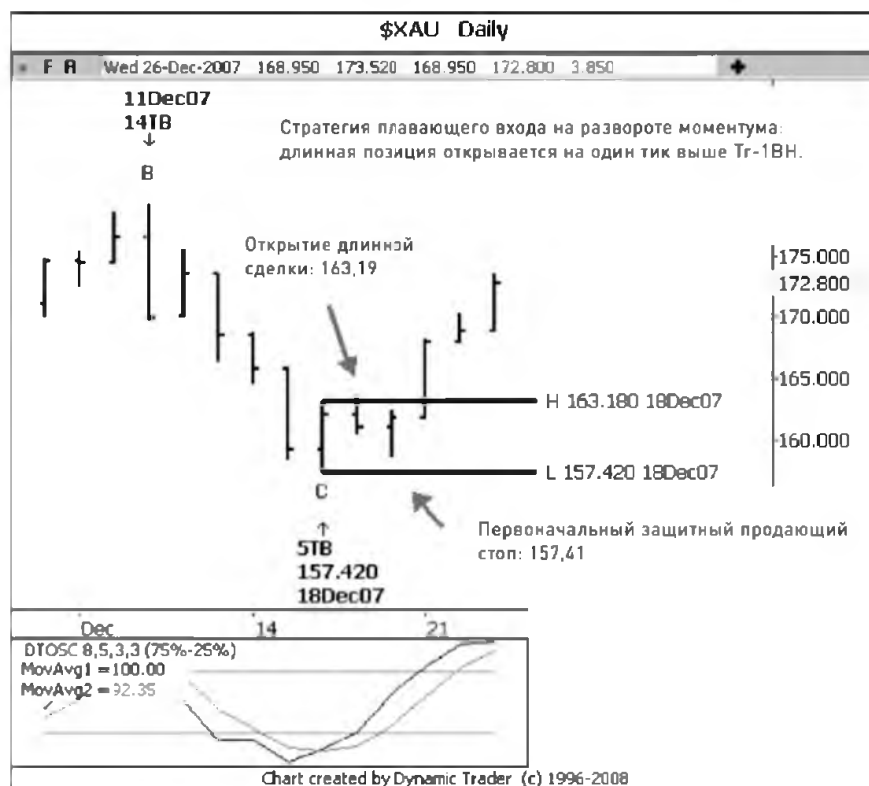 $XAU Daily
F R Wed 26-Dec-2007 168.950 173.520 168.950 172.800 3.850
11Dec07
14TB
B
Стратегия плавающего входа на развороте моментума:
длинная позиция открывается на один тик выше Tr-1BH.
Открытие длинной
сделки: 163,19
175.000
172.800
170.000
165.000
160.000
H 163.180 18Dec07
L 157.420 18Dec07
C
Первоначальный защитный продающий
стоп: 157,41
5TB
157.420
18Dec07
Dec 14 21
DTOSC 8,5,3,3 (75%-25%)
MovAvg1 =100.00
MovAvg2 =92.35
Chart created by Dynamic Trader (c) 1996-2008